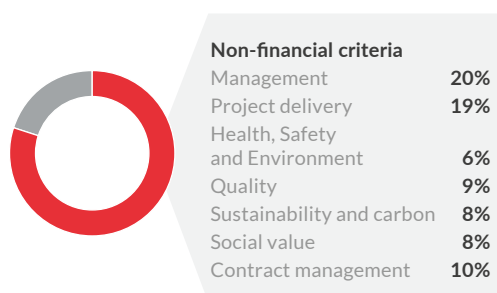 Non-financial criteria
Management 20%
Project delivery 19%
Health, Safety
and Environment 6%
Quality 9%
Sustainability and carbon 8%
Social value 8%
Contract management 10%